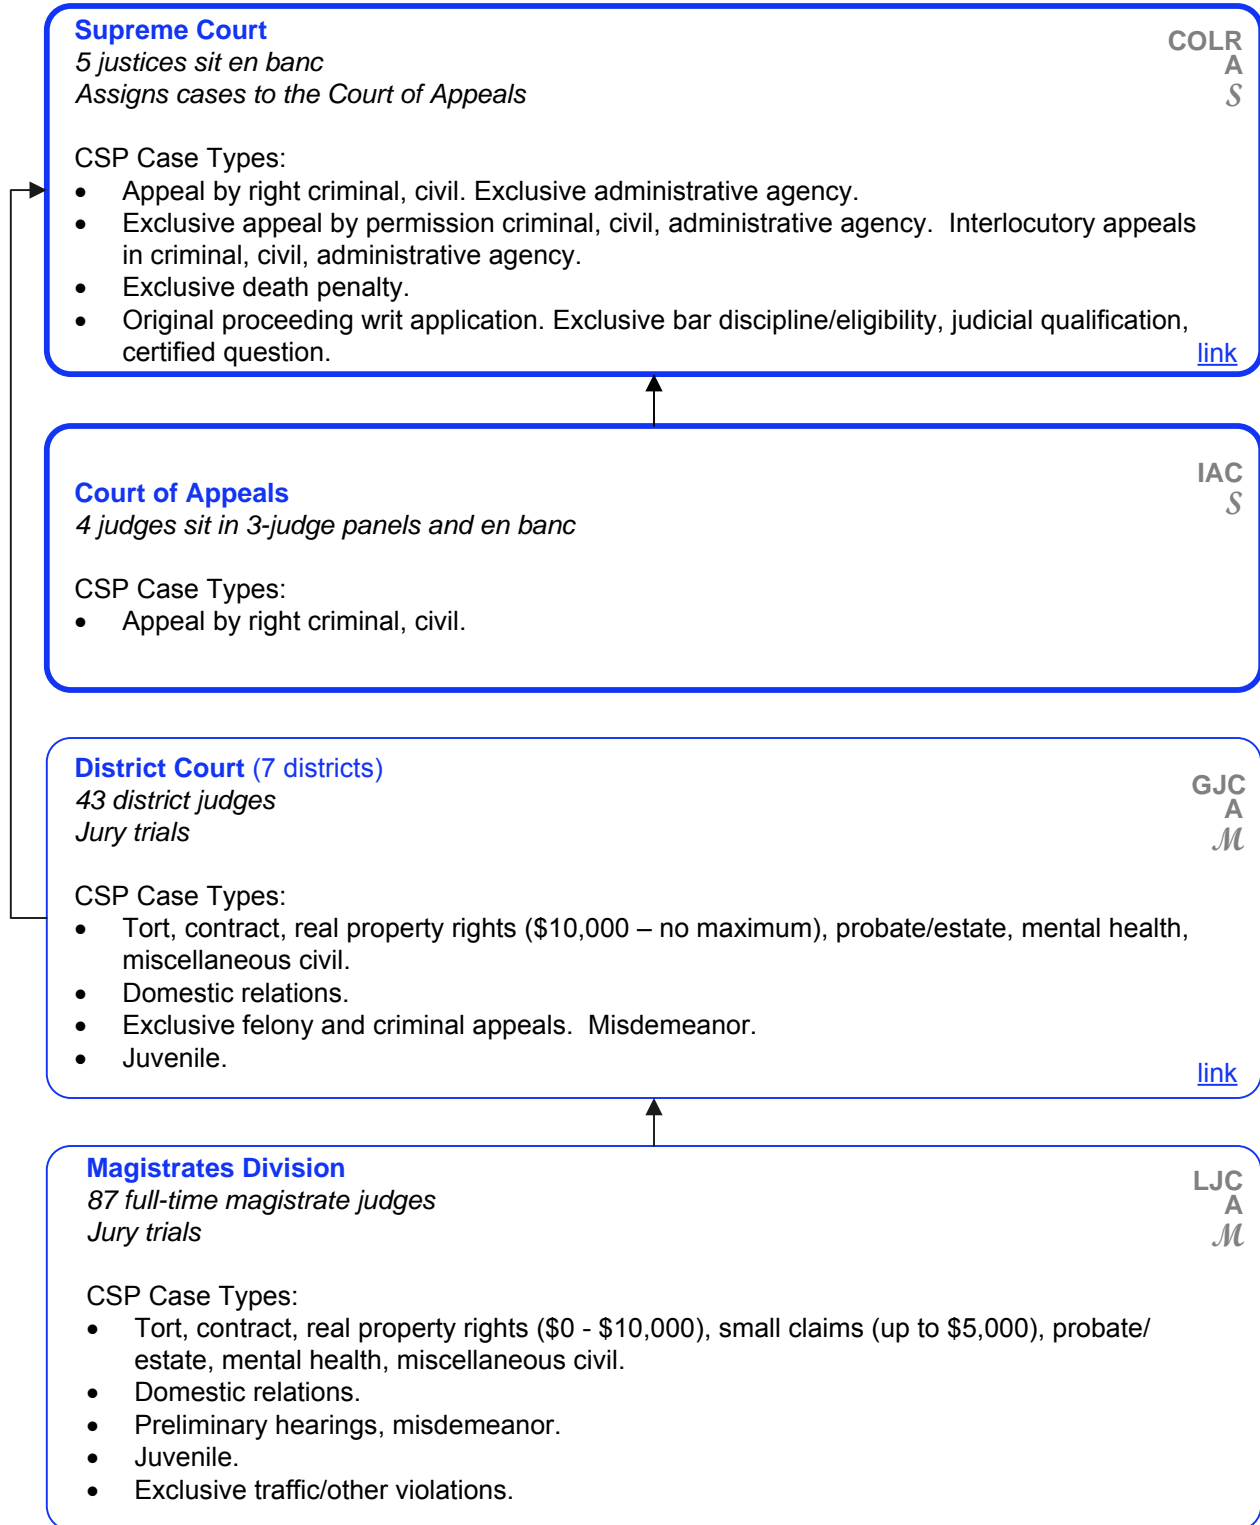 Supreme Court
COLR
5 justices sit en banc
A
Assigns cases to the Court of Appeals
S
CSP Case Types:
• Appeal by right criminal, civil. Exclusive administrative agency.
• Exclusive appeal by permission criminal, civil, administrative agency.  Interlocutory appeals
in criminal, civil, administrative agency.
• Exclusive death penalty.
• Original proceeding writ application. Exclusive bar discipline/eligibility, judicial qualification,
certified question.
link
IAC
Court of Appeals
S
4 judges sit in 3-judge panels and en banc
CSP Case Types:
• Appeal by right criminal, civil.
District Court (7 districts)
GJC
43 district judges
A
Jury trials
M
CSP Case Types:
• Tort, contract, real property rights ($10,000 – no maximum), probate/estate, mental health,
miscellaneous civil.
• Domestic relations.
• Exclusive felony and criminal appeals.  Misdemeanor.
• Juvenile.
link
Magistrates Division
LJC
87 full-time magistrate judges
A
Jury trials
M
CSP Case Types:
• Tort, contract, real property rights ($0 - $10,000), small claims (up to $5,000), probate/
estate, mental health, miscellaneous civil.
• Domestic relations.
• Preliminary hearings, misdemeanor.
• Juvenile.
• Exclusive traffic/other violations.